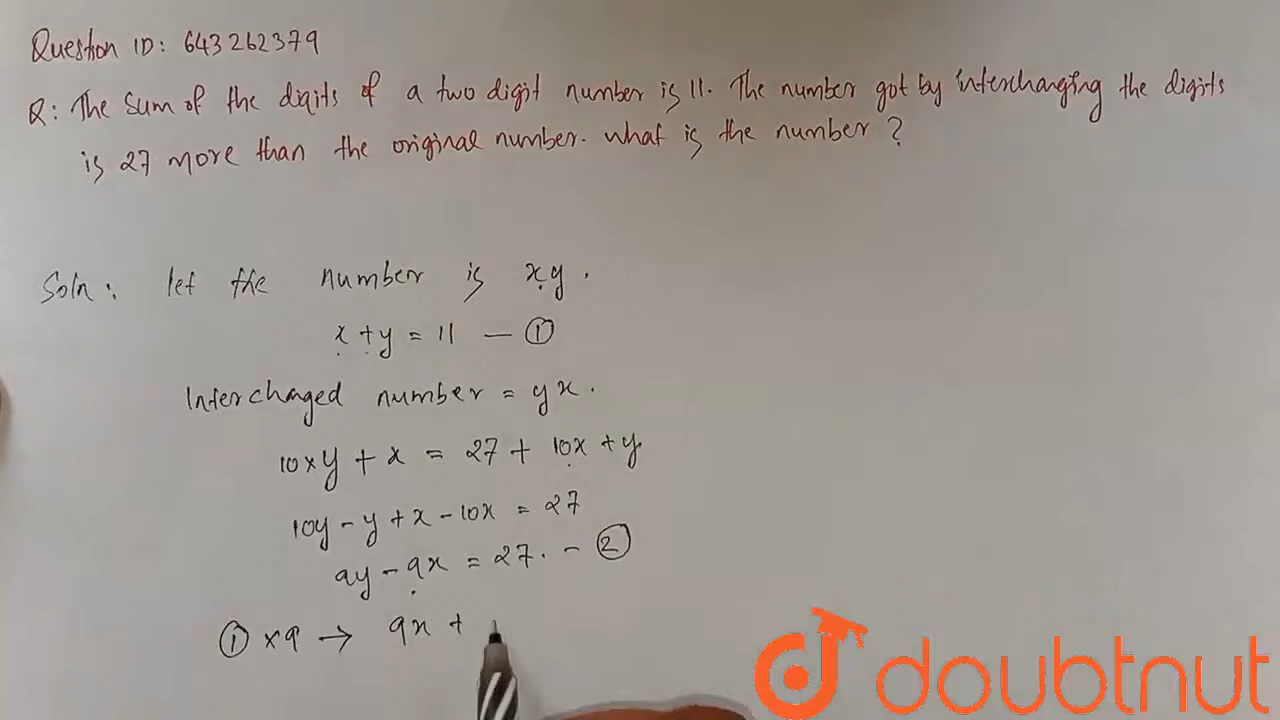 Question ID: 643262379
Q: The Sum of the digits of a two digit number is 11. The number got by interchanging the digits
is 27 more than the original number. What is the number?
Soln: let the number is xy.
x + y = 11 — ①
Interchaged number = yx.
10xy + x = 27 + 10x + y
10y - y + x - 10x = 27
9y - 9x = 27. - ②
① x9 → 9x +
doubtnut